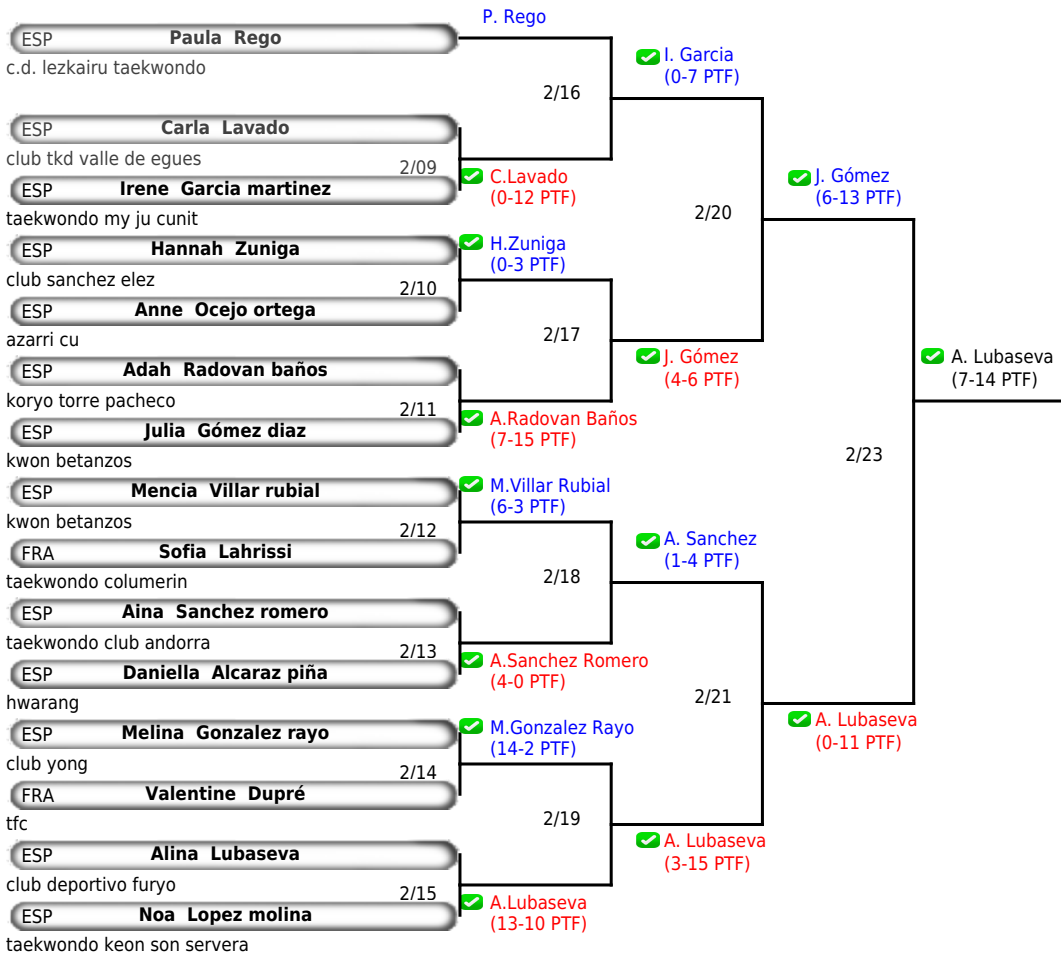 P. Rego
ESP Paula Rego
c.d. lezkairu taekwondo
I. Garcia
(0-7 PTF)
2/16
ESP Carla Lavado
club tkd valle de egues
2/09
C.Lavado
(0-12 PTF)
ESP Irene Garcia martinez
taekwondo my ju cunit
J. Gómez
(6-13 PTF)
2/20
ESP Hannah Zuniga
H.Zuniga
(0-3 PTF)
club sanchez elez
2/10
ESP Anne Ocejo ortega
azarri cu
2/17
J. Gómez
(4-6 PTF)
ESP Adah Radovan baños
koryo torre pacheco
2/11
A.Radovan Baños
(7-15 PTF)
ESP Julia Gómez diaz
kwon betanzos
A. Lubaseva
(7-14 PTF)
2/23
ESP Mencia Villar rubial
M.Villar Rubial
(6-3 PTF)
kwon betanzos
2/12
FRA Sofia Lahrissi
taekwondo columerin
A. Sanchez
(1-4 PTF)
2/18
ESP Aina Sanchez romero
taekwondo club andorra
2/13
A.Sanchez Romero
(4-0 PTF)
ESP Daniella Alcaraz piña
hwarang
2/21
A. Lubaseva
(0-11 PTF)
ESP Melina Gonzalez rayo
M.Gonzalez Rayo
(14-2 PTF)
club yong
2/14
FRA Valentine Dupré
tfc
2/19
A. Lubaseva
(3-15 PTF)
ESP Alina Lubaseva
club deportivo furyo
2/15
A.Lubaseva
(13-10 PTF)
ESP Noa Lopez molina
taekwondo keon son servera